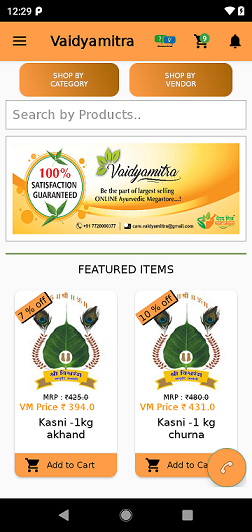 12:29
Vaidyamitra
9
SHOP BY CATEGORY
SHOP BY VENDOR
Search by Products..
100%
SATISFACTION
GUARANTEED
Vaidyamitra
Be the part of largest selling
ONLINE Ayurvedic Megastore...!
+91 7720000377 | care.vaidyamitra@gmail.com
FEATURED ITEMS
7 % off
श्री विश्वरत्न
MRP : ₹425.0
VM Price ₹ 394.0
Kasni -1kg
akhand
Add to Cart
10 % off
श्री विश्वरत्न
MRP : ₹480.0
VM Price ₹ 431.0
Kasni -1 kg
churna
Add to Cart